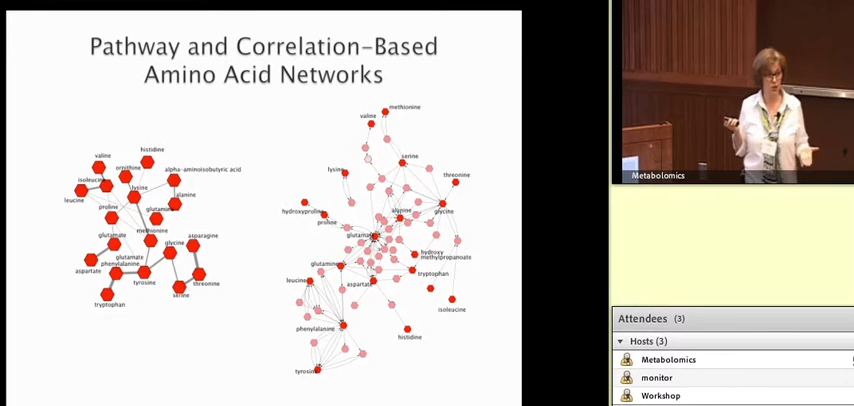 Pathway and Correlation-Based
Amino Acid Networks
valine
histidine
isoleucine
ornithine
alpha-aminoisobutyric acid
leucine
lysine
alanine
proline
glutamine
methionine
glutamate
glycine
asparagine
glutamate
phenylalanine
aspartate
tyrosine
threonine
serine
tryptophan
methionine
valine
serine
lysine
threonine
hydroxyproline
proline
alanine
glycine
glutamate
hydroxy
methylpropanoate
glutamine
tryptophan
leucine
aspartate
isoleucine
phenylalanine
histidine
tyrosine
Metabolomics
Attendees (3)
Hosts (3)
Metabolomics
monitor
Workshop